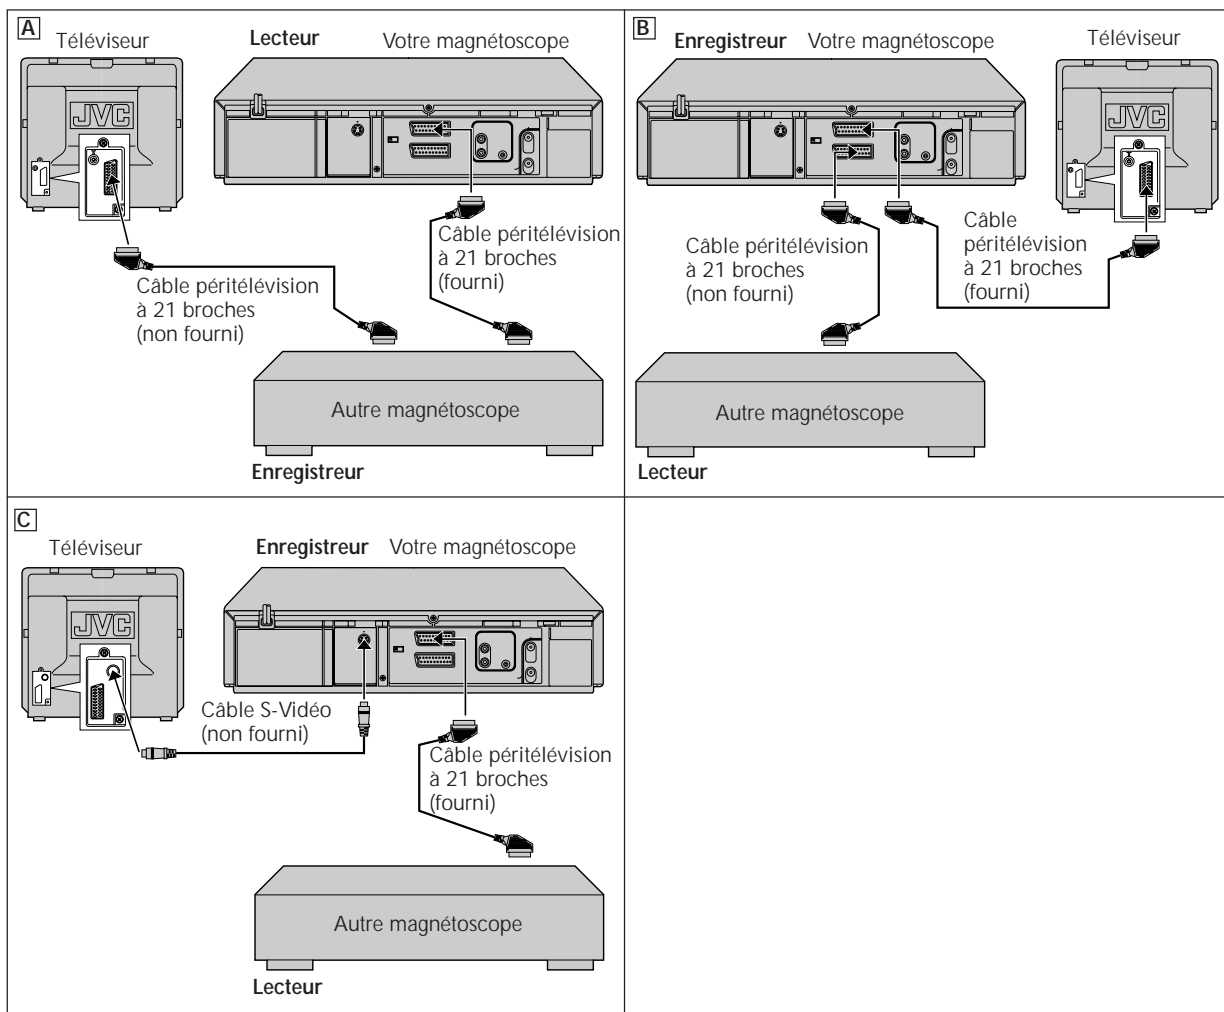 A
Téléviseur
Lecteur
Votre magnétoscope
JVC
Câble péritélévision
à 21 broches
(fourni)
Câble péritélévision
à 21 broches
(non fourni)
Autre magnétoscope
Enregistreur
B
Enregistreur
Votre magnétoscope
Téléviseur
JVC
Câble péritélévision
à 21 broches
(non fourni)
Câble
péritélévision
à 21 broches
(fourni)
Autre magnétoscope
Lecteur
C
Téléviseur
Enregistreur
Votre magnétoscope
JVC
Câble S-Vidéo
(non fourni)
Câble péritélévision
à 21 broches
(fourni)
Autre magnétoscope
Lecteur